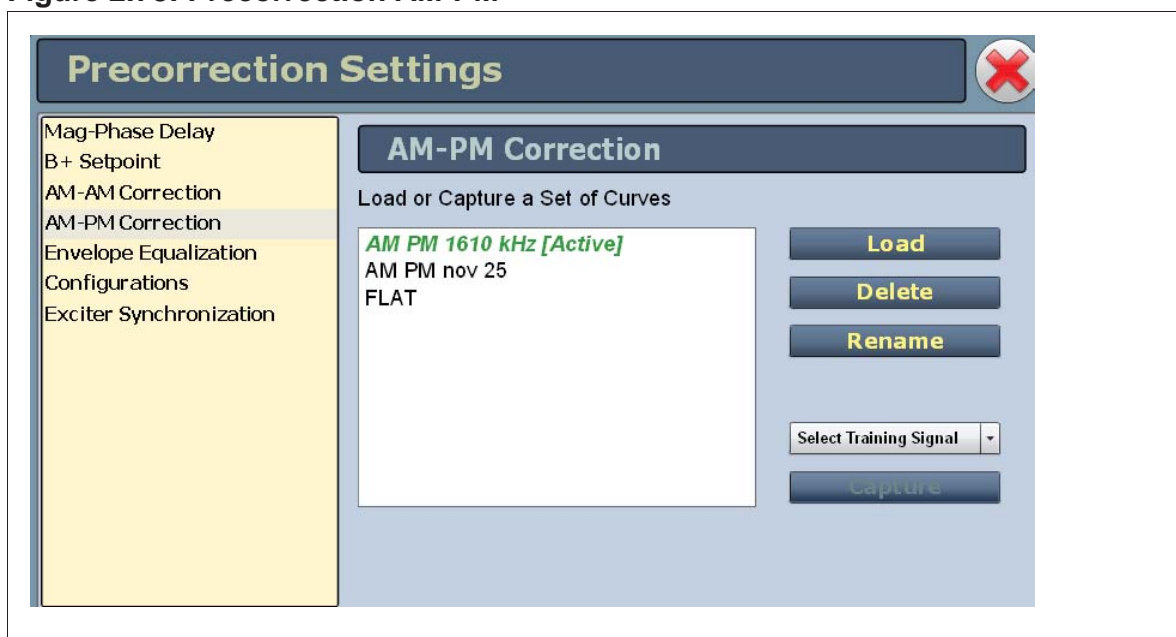 Precorrection Settings
Mag-Phase Delay
B+ Setpoint
AM-AM Correction
AM-PM Correction
Envelope Equalization
Configurations
Exciter Synchronization
AM-PM Correction
Load or Capture a Set of Curves
AM PM 1610 kHz [Active]
AM PM nov 25
FLAT
Load
Delete
Rename
Select Training Signal
Capture